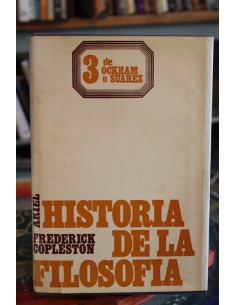 3 de
OCKHAM
a SUAREZ
ARIEL
HISTORIA
FREDERICK
COPLESTON
DE LA
FILOSOFIA